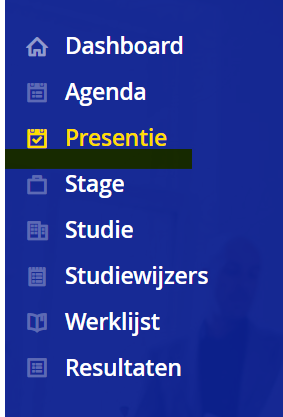 Dashboard
Agenda
Presentie
Stage
Studie
Studiewijzers
Werklijst
Resultaten